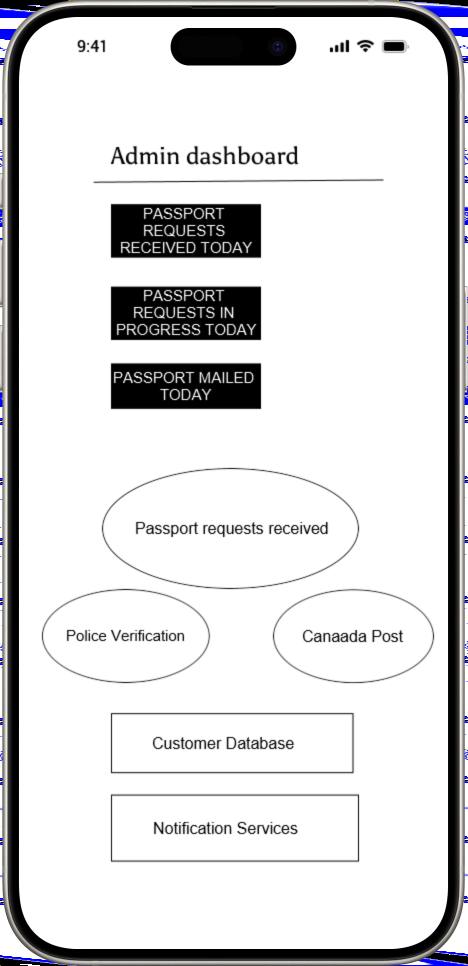 9:41
Admin dashboard
PASSPORT
REQUESTS
RECEIVED TODAY
PASSPORT
REQUESTS IN
PROGRESS TODAY
PASSPORT MAILED
TODAY
Passport requests received
Police Verification
Canaada Post
Customer Database
Notification Services